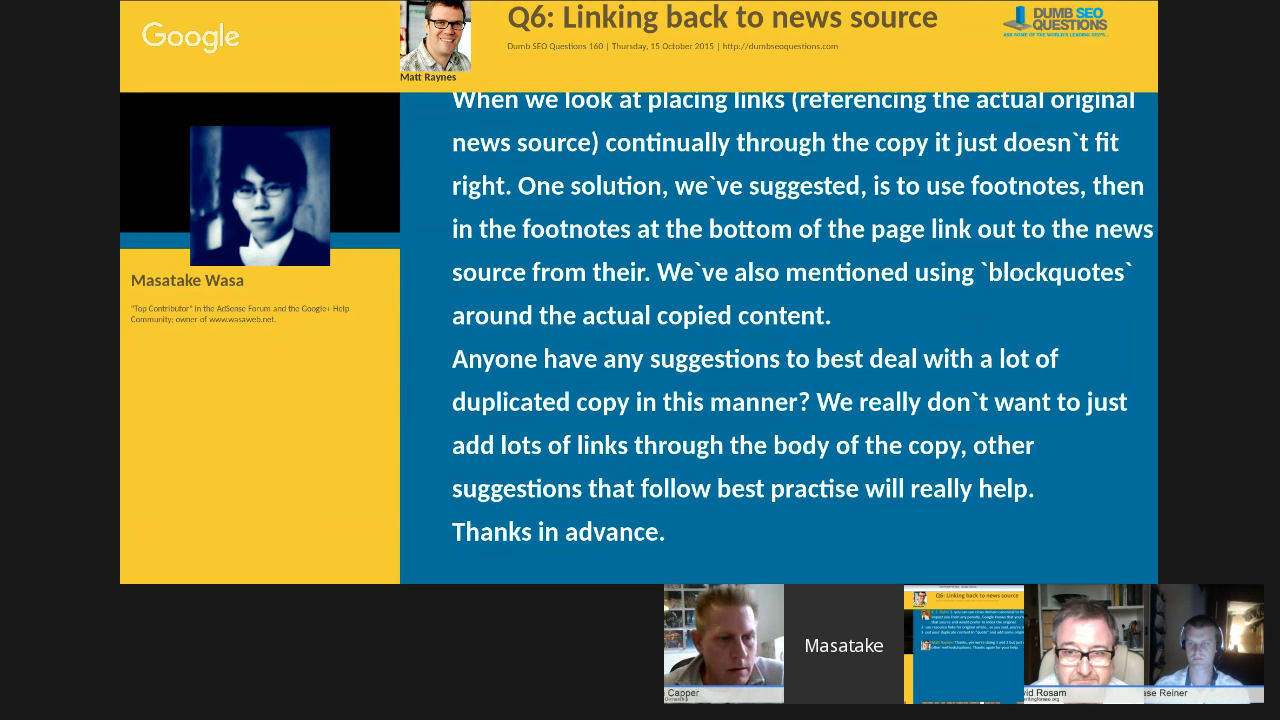 Google
Matt Raynes
Q6: Linking back to news source
Dumb SEO Questions 160 | Thursday, 15 October 2015 | http://dumbseoquestions.com
DUMB SEO
QUESTIONS
When we look at placing links (referencing the actual original
news source) continually through the copy it just doesn`t fit
right. One solution, we`ve suggested, is to use footnotes, then
in the footnotes at the bottom of the page link out to the news
source from their. We`ve also mentioned using `blockquotes`
around the actual copied content.
Anyone have any suggestions to best deal with a lot of
duplicated copy in this manner? We really don`t want to just
add lots of links through the body of the copy, other
suggestions that follow best practise will really help.
Thanks in advance.
Masatake Wasa
"Top Contributor" in the AdSense Forum and the Google+ Help
Community; owner of www.wasaweb.net.
Capper
Masatake
Q6: Linking back to news source
vid Rosam
ase Reiner